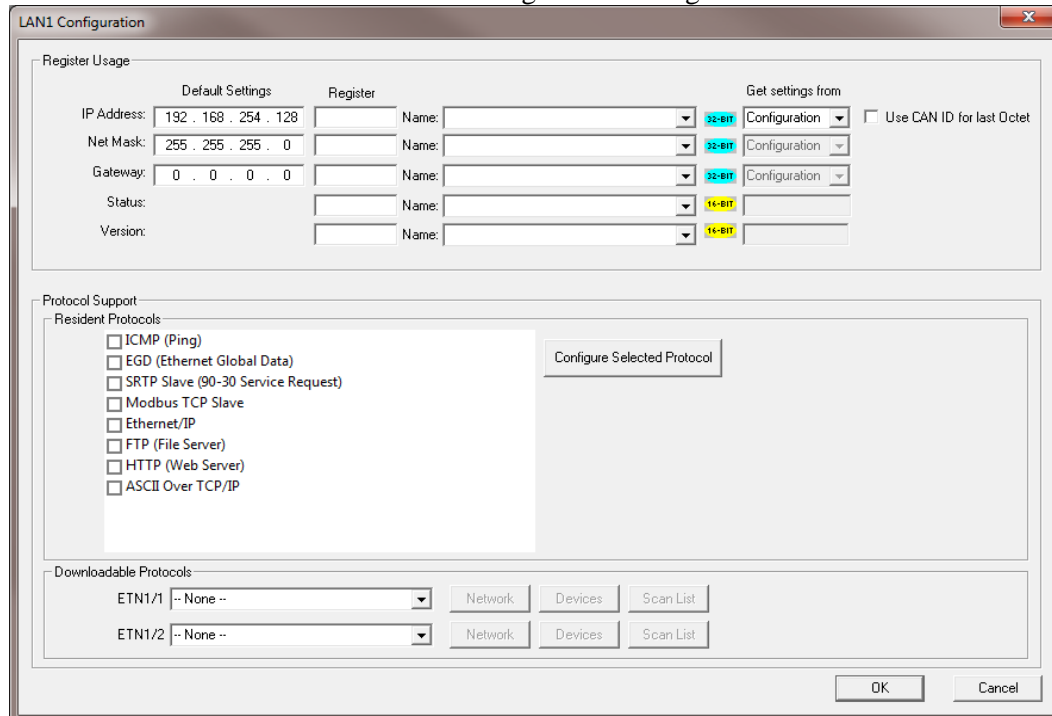 LAN1 Configuration
Register Usage
Default Settings Register Get settings from
IP Address: 192 . 168 . 254 . 128 Name: 32-BIT Configuration Use CAN ID for last Octet
Net Mask: 255 . 255 . 255 . 0 Name: 32-BIT Configuration
Gateway: 0 . 0 . 0 . 0 Name: 32-BIT Configuration
Status: Name: 16-BIT
Version: Name: 16-BIT
Protocol Support
Resident Protocols
ICMP (Ping)
EGD (Ethernet Global Data)
SRTP Slave (90-30 Service Request)
Modbus TCP Slave
Ethernet/IP
FTP (File Server)
HTTP (Web Server)
ASCII Over TCP/IP
Configure Selected Protocol
Downloadable Protocols
ETN1/1 -- None -- Network Devices Scan List
ETN1/2 -- None -- Network Devices Scan List
OK Cancel